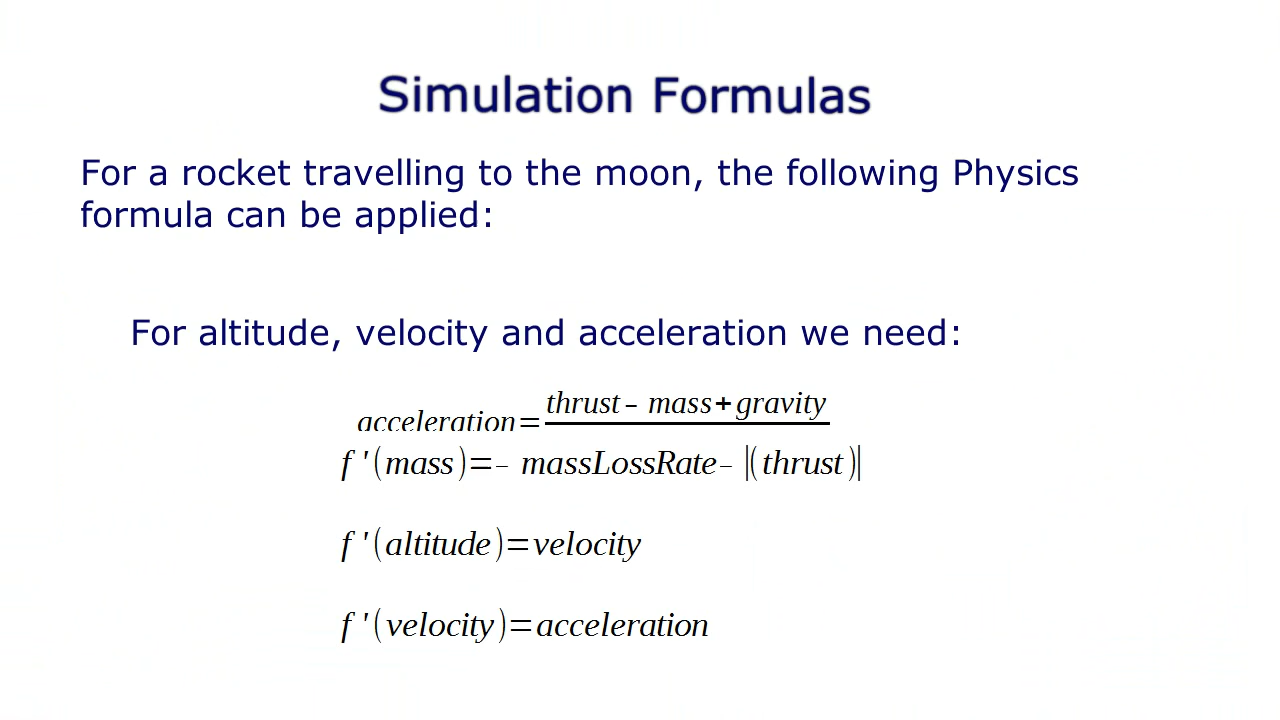 Simulation Formulas
For a rocket travelling to the moon, the following Physics
formula can be applied:
For altitude, velocity and acceleration we need:
acceleration=thrust– mass+gravity
f '(mass)=– massLossRate– |(thrust)|
f '(altitude)=velocity
f '(velocity)=acceleration